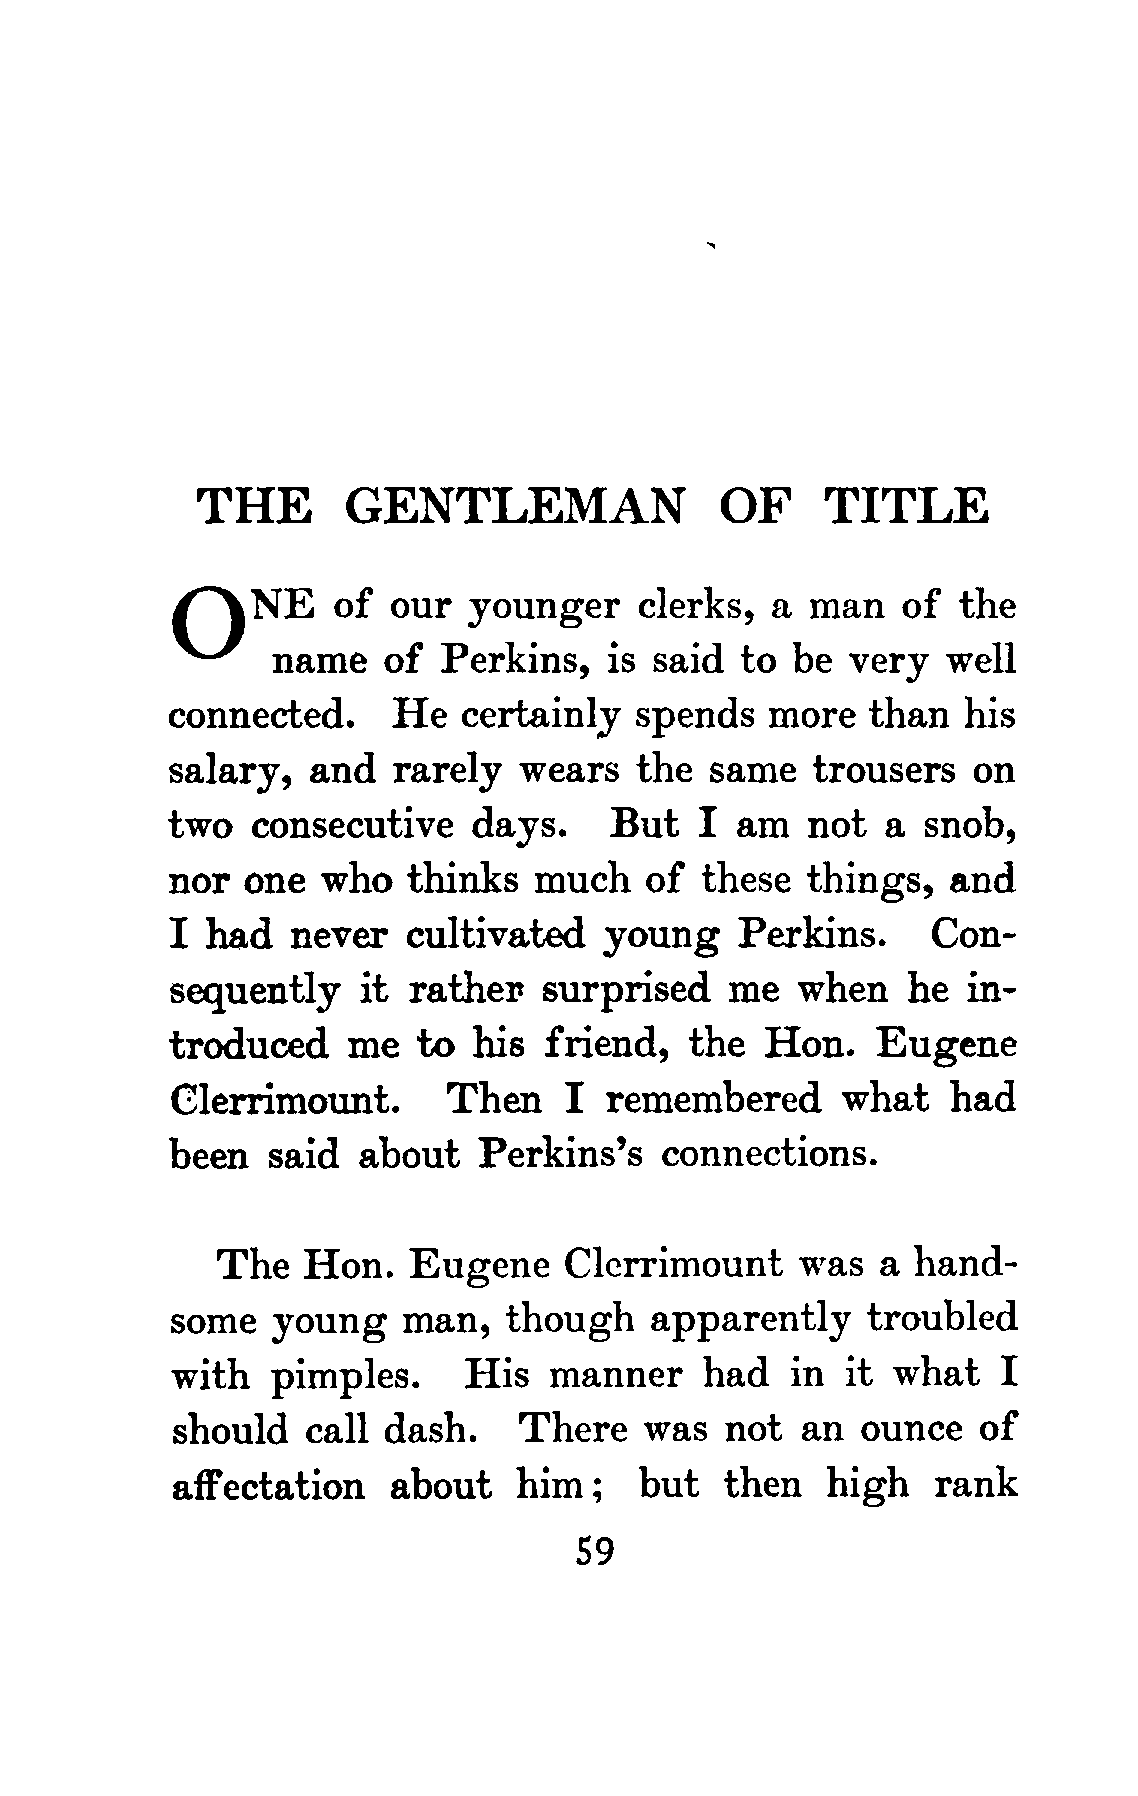 THE GENTLEMAN OF TITLE
ONE of our younger clerks, a man of the
name of Perkins, is said to be very well
connected. He certainly spends more than his
salary, and rarely wears the same trousers on
two consecutive days. But I am not a snob,
nor one who thinks much of these things, and
I had never cultivated young Perkins. Con-
sequently it rather surprised me when he in-
troduced me to his friend, the Hon. Eugene
Clerrimount. Then I remembered what had
been said about Perkins's connections.
The Hon. Eugene Clerrimount was a hand-
some young man, though apparently troubled
with pimples. His manner had in it what I
should call dash. There was not an ounce of
affectation about him; but then high rank
59